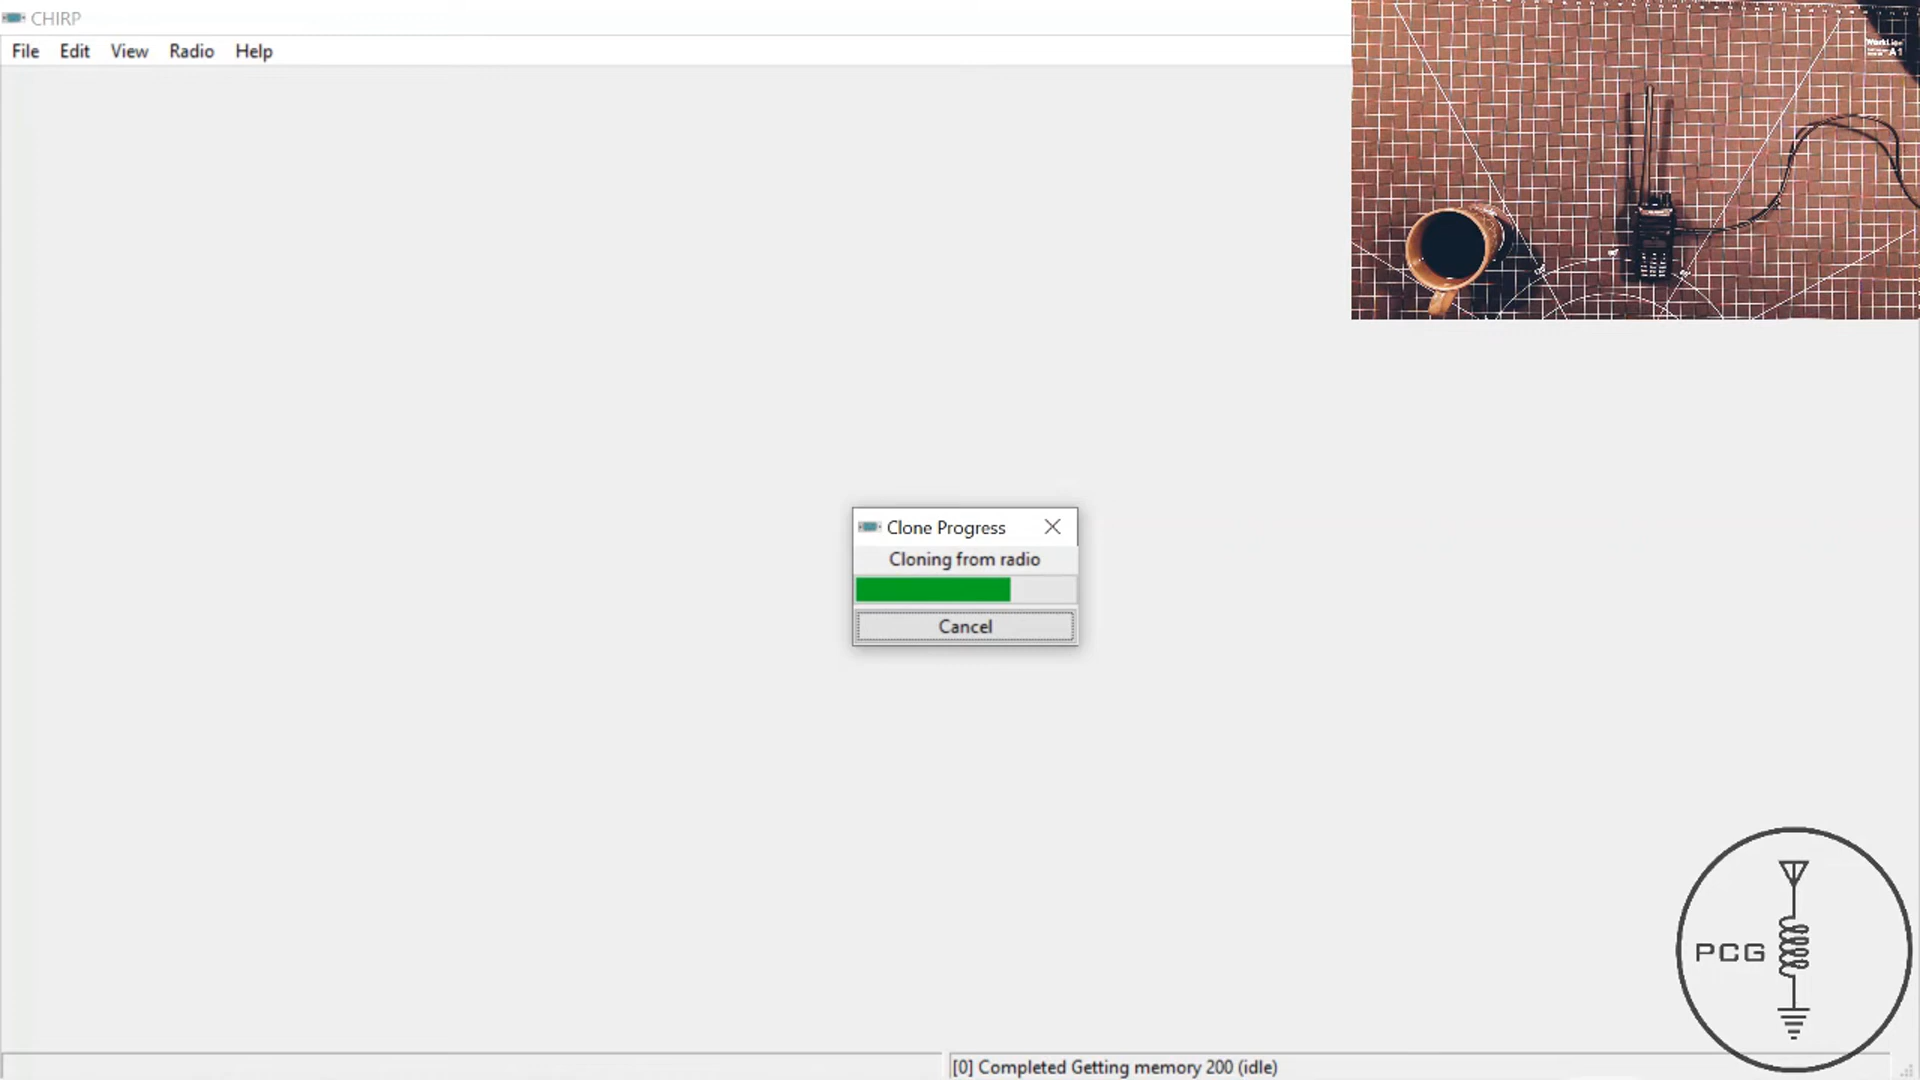 CHIRP
File Edit View Radio Help
A1
Clone Progress
Cloning from radio
Cancel
PCG
[0] Completed Getting memory 200 (idle)